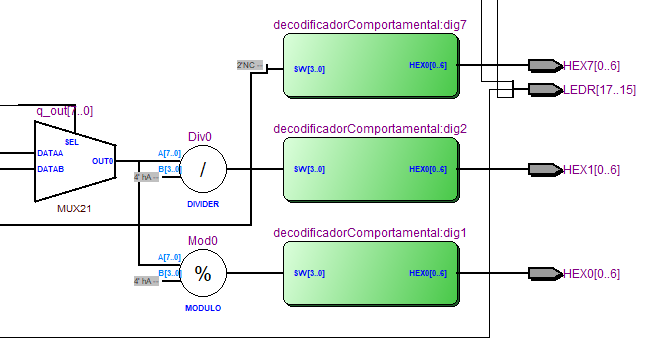 decodificadorComportamental:dig7
2'NC --
SW[3..0]
HEX0[0..6]
HEX7[0..6]
LEDR[17..15]
q_out[7..0]
SEL
DATAA
DATAB
OUT0
MUX21
Div0
A[7..0]
B[3..0]
4' hA --
/
DIVIDER
decodificadorComportamental:dig2
SW[3..0]
HEX0[0..6]
HEX1[0..6]
Mod0
A[7..0]
B[3..0]
4' hA --
%
MODULO
decodificadorComportamental:dig1
SW[3..0]
HEX0[0..6]
HEX0[0..6]